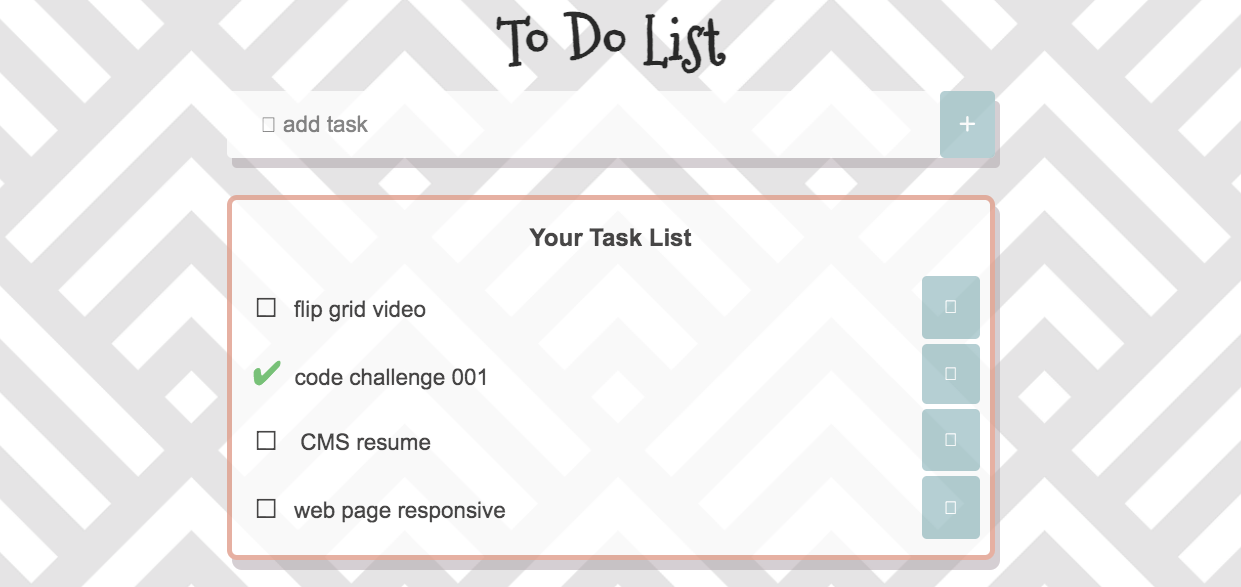 To Do List
add task
+
Your Task List
flip grid video
code challenge 001
CMS resume
web page responsive